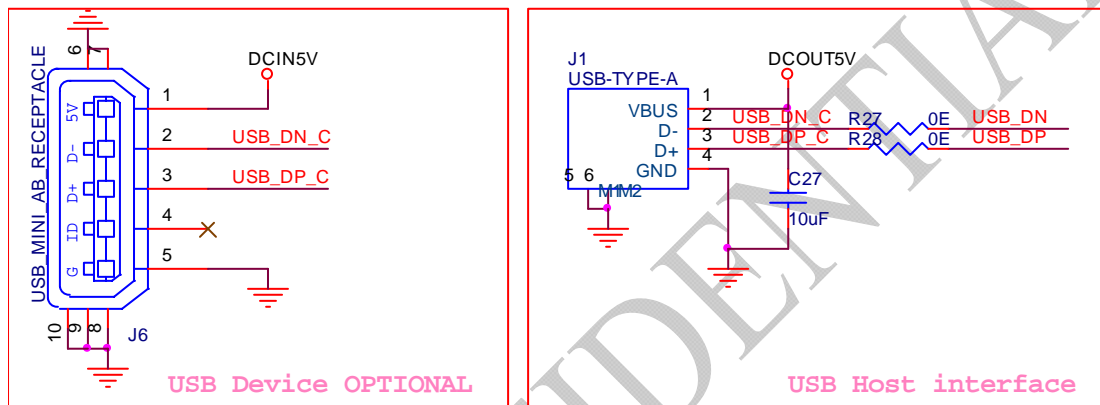 6
7
USB_MINI_AB_RECEPTACLE
5V
D-
D+
ID
G
1
2
3
4
5
DCIN5V
USB_DN_C
USB_DP_C
10
9
8
J6
USB Device OPTIONAL
J1
USB-TYPE-A
VBUS
D-
D+
GND
1
2
3
4
5 6
M1M2
DCOUT5V
USB_DN_C
R27
0E
USB_DN
USB_DP_C
R28
0E
USB_DP
C27
10uF
USB Host interface
IDENTIA